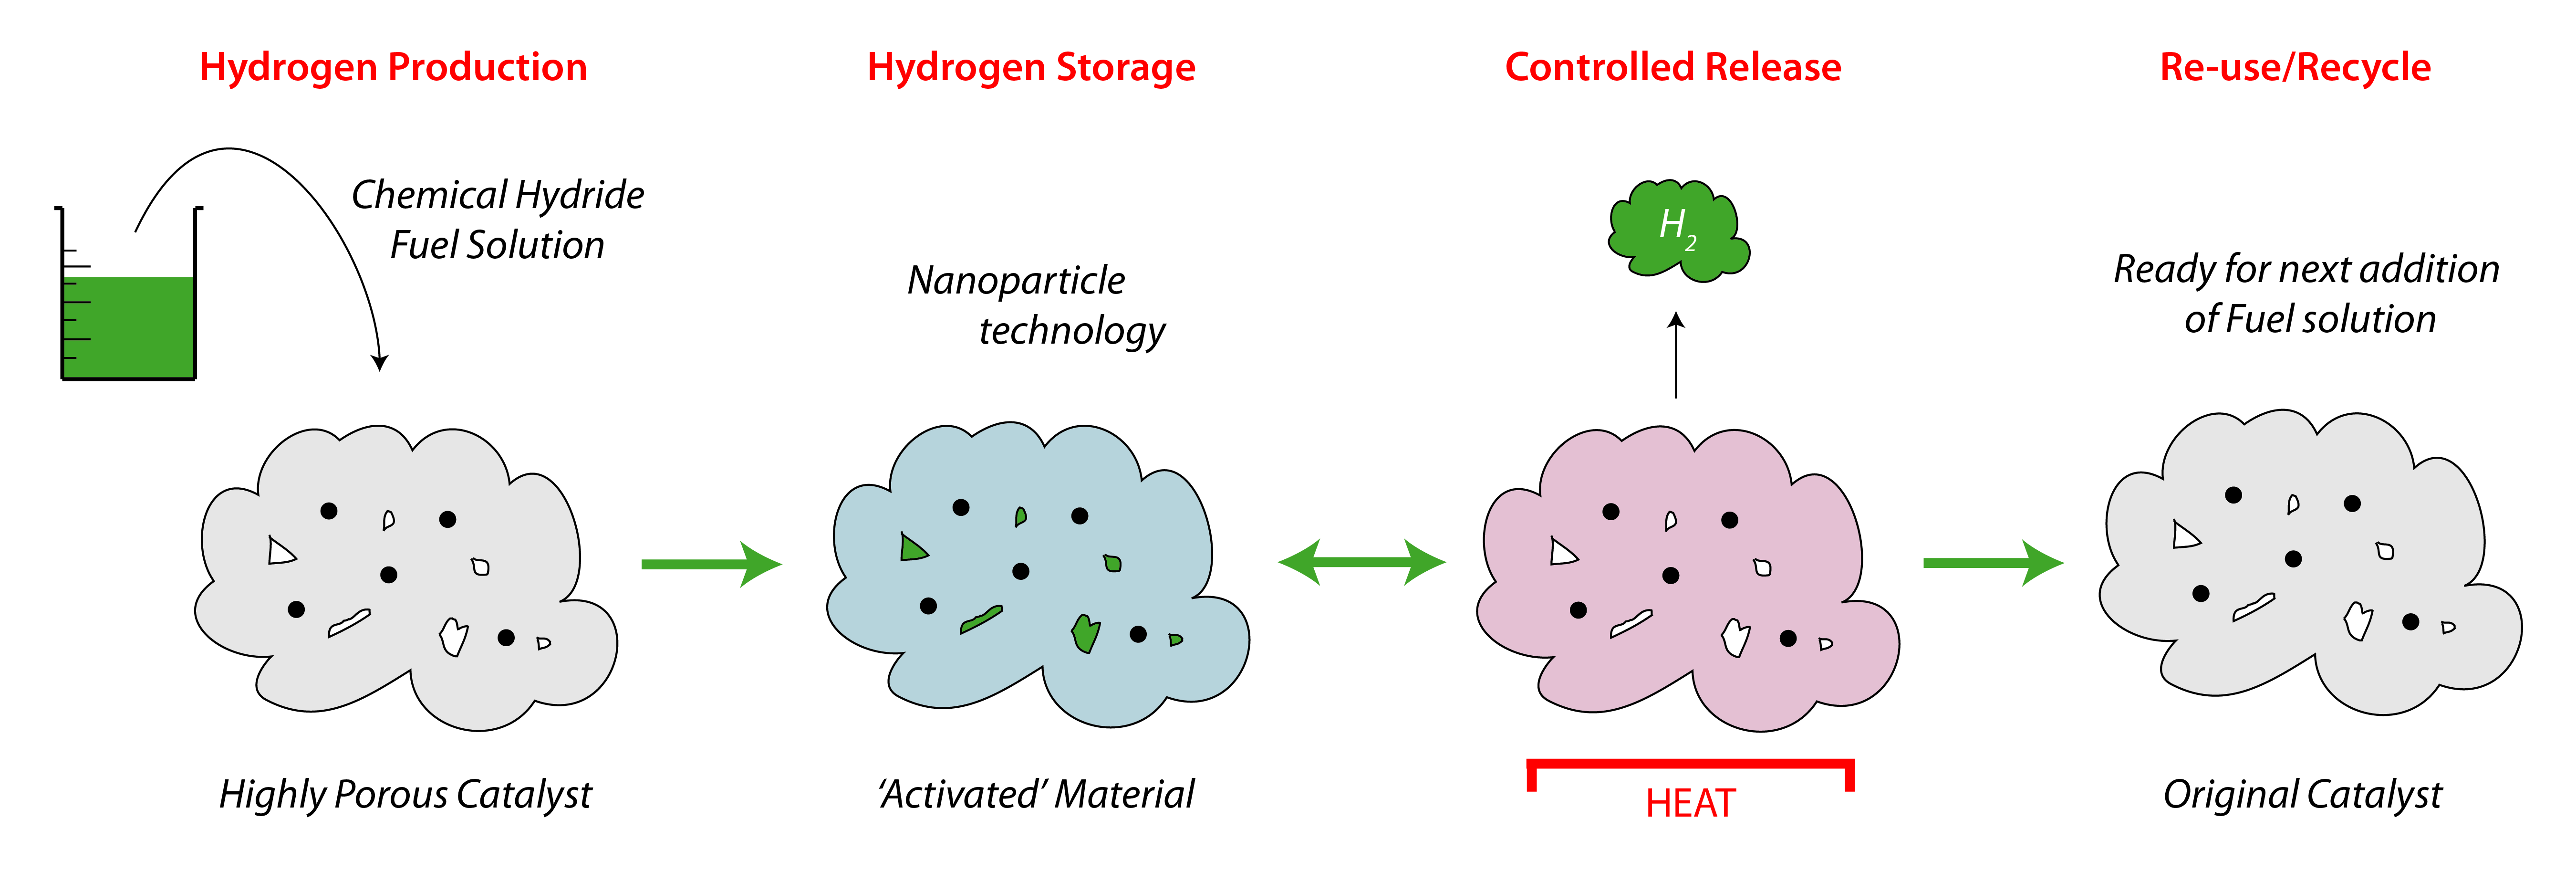 Hydrogen Production
Hydrogen Storage
Controlled Release
Re-use/Recycle
Chemical Hydride
Fuel Solution
Nanoparticle
technology
H2
Ready for next addition
of Fuel solution
Highly Porous Catalyst
‘Activated’ Material
HEAT
Original Catalyst